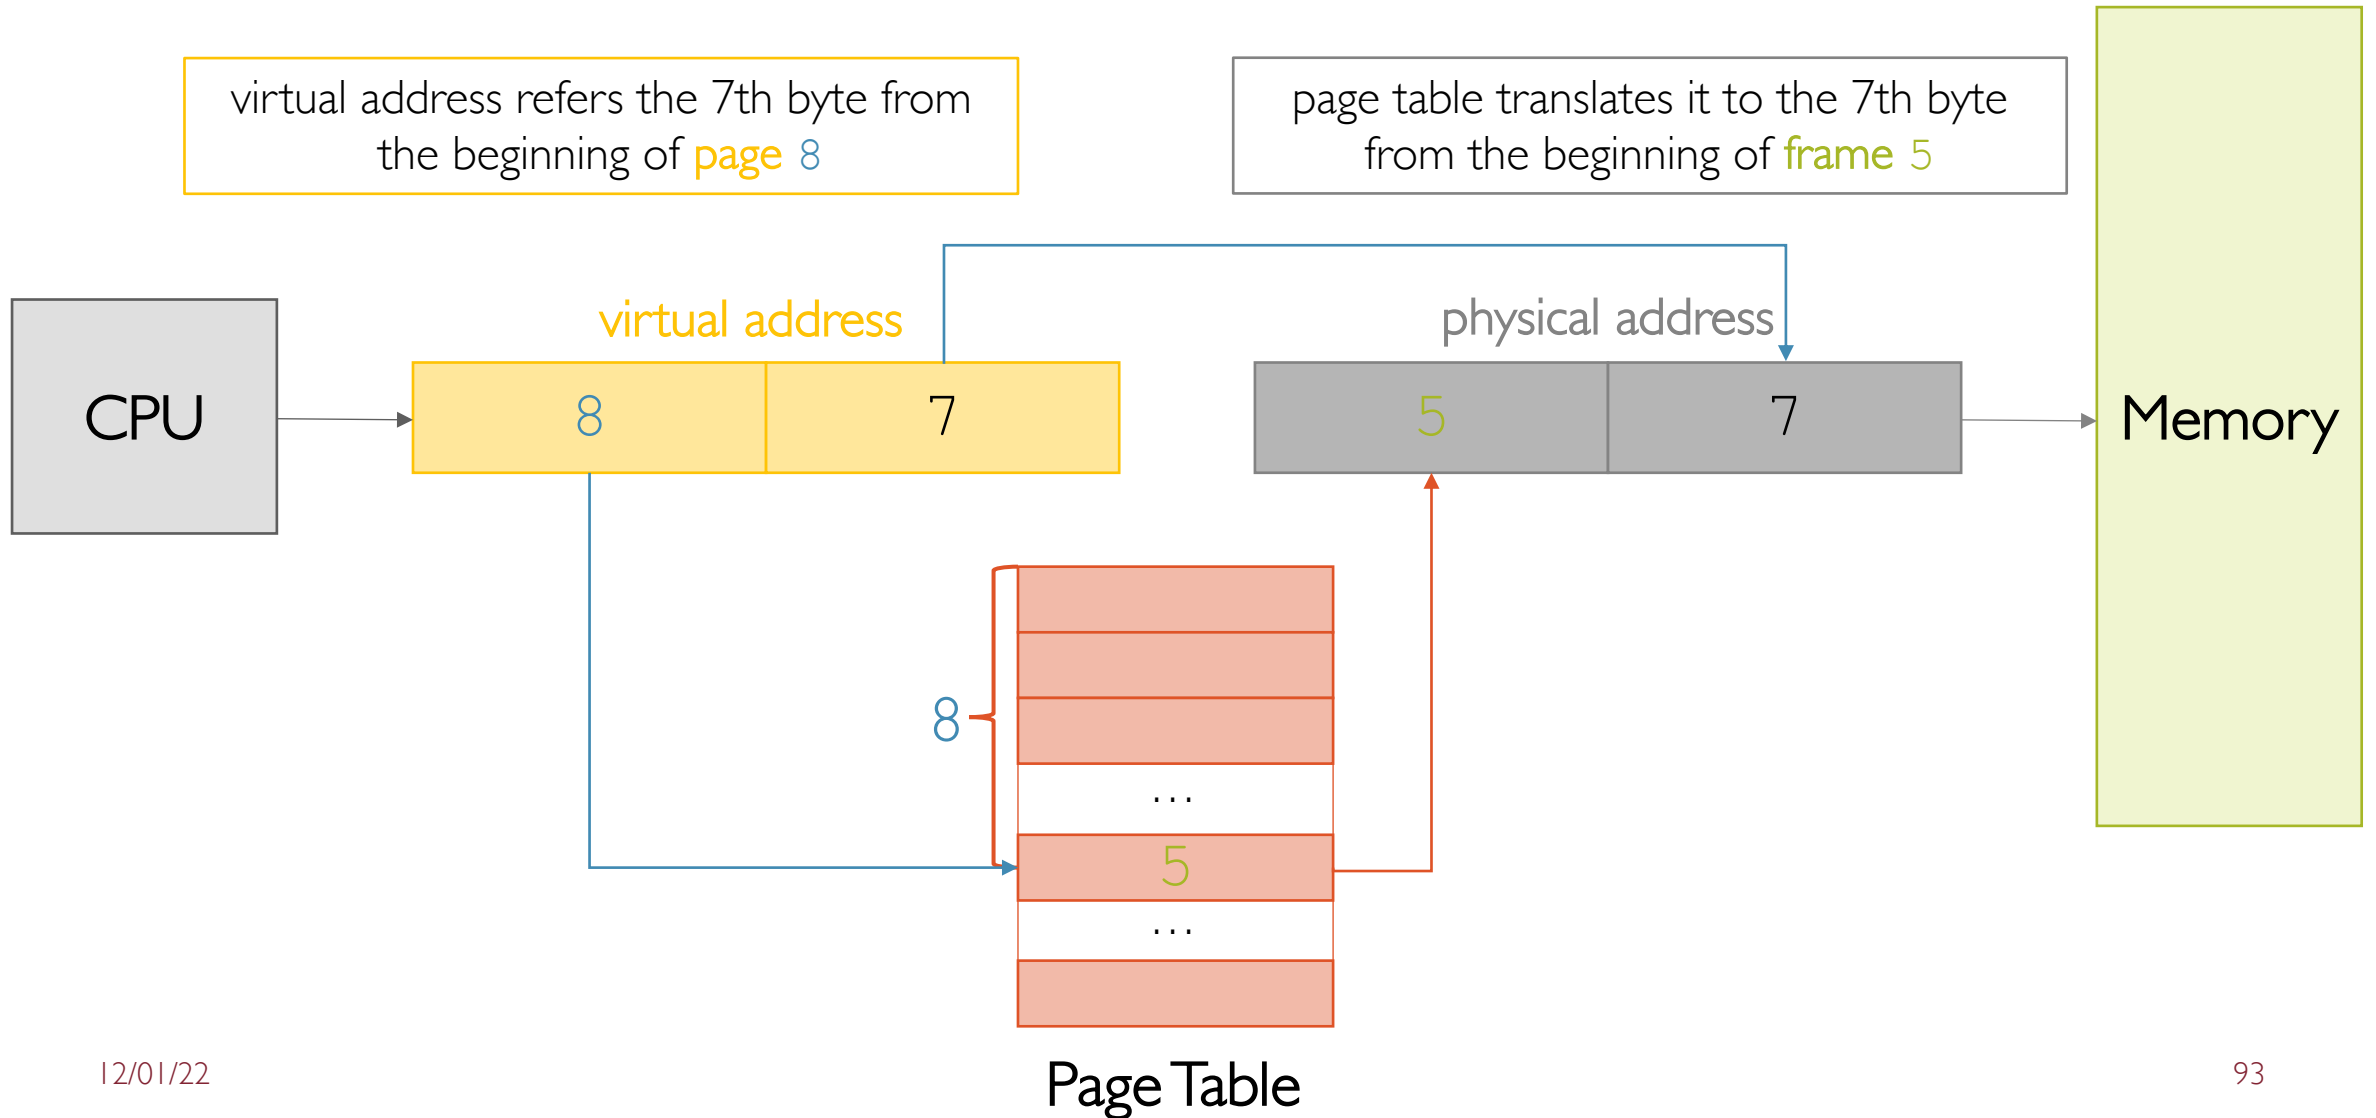 virtual address refers the 7th byte from
the beginning of page 8
page table translates it to the 7th byte
from the beginning of frame 5
virtual address
physical address
CPU
8
7
5
7
Memory
8
...
5
...
Page Table
12/01/22
93